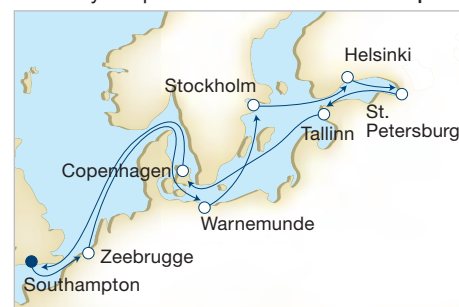 Helsinki
Stockholm
St.
Petersburg
Tallinn
Copenhagen
Warnemunde
Zeebrugge
Southampton